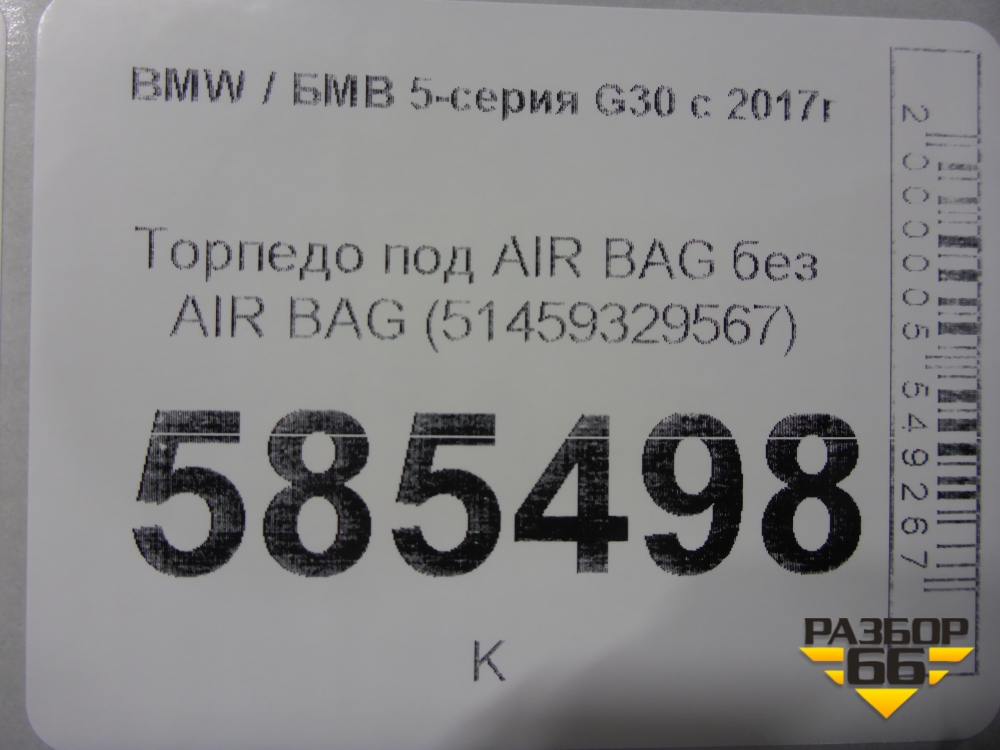 BMW / БМВ 5-серия G30 с 2017г
Торпедо под AIR BAG без
AIR BAG (51459329567)
585498
К
2000005549267
РАЗБОР
66